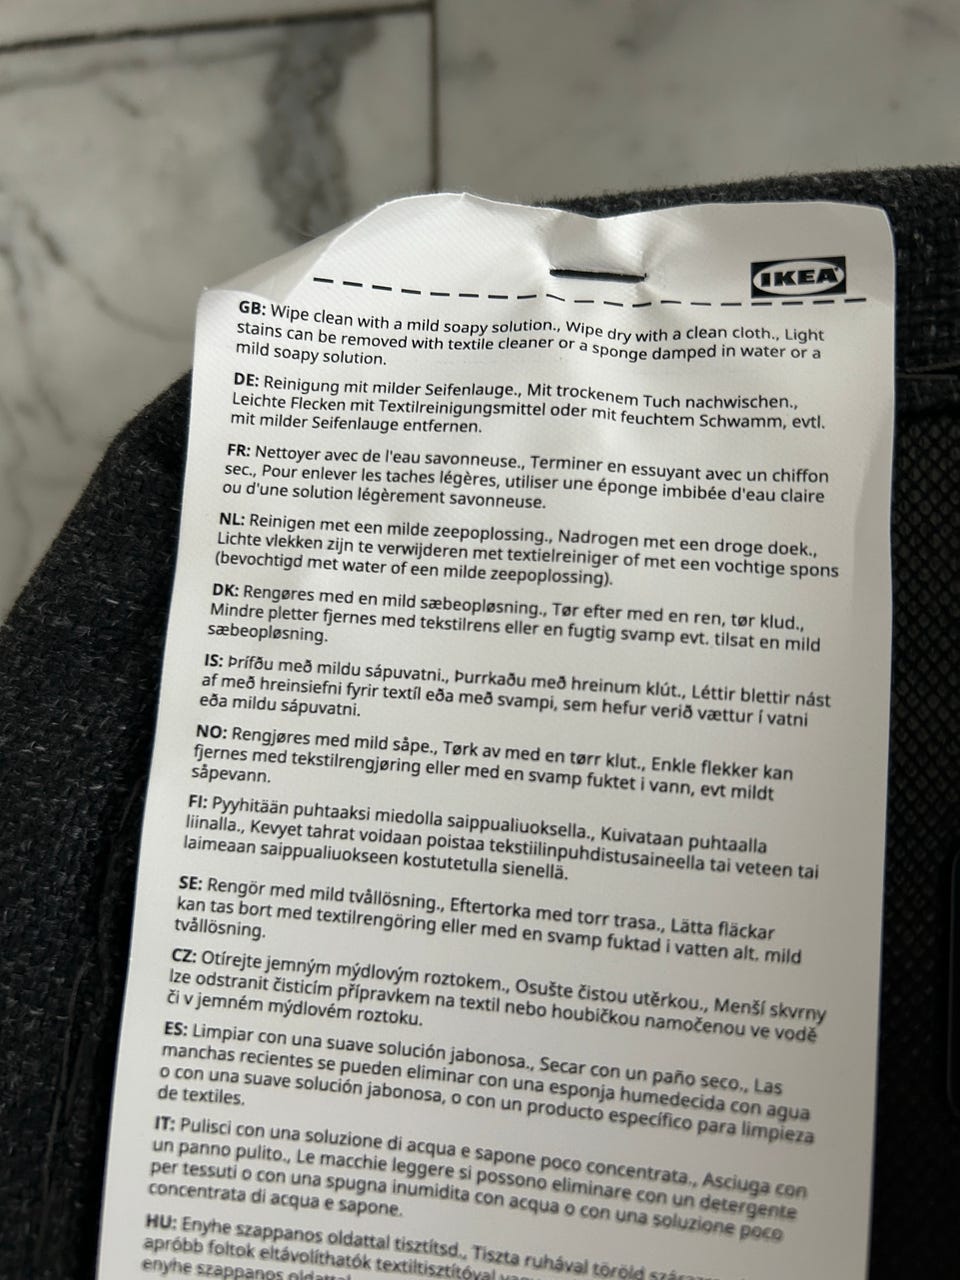 IKEA
GB: Wipe clean with a mild soapy solution., Wipe dry with a clean cloth., Light
stains can be removed with textile cleaner or a sponge damped in water or a
mild soapy solution.
DE: Reinigung mit milder Seifenlauge., Mit trockenem Tuch nachwischen.,
Leichte Flecken mit Textilreinigungsmittel oder mit feuchtem Schwamm, evtl.
mit milder Seifenlauge entfernen.
FR: Nettoyer avec de l'eau savonneuse., Terminer en essuyant avec un chiffon
sec., Pour enlever les taches légères, utiliser une éponge imbibée d'eau claire
ou d'une solution légèrement savonneuse.
NL: Reinigen met een milde zeepoplossing., Nadrogen met een droge doek.,
Lichte vlekken zijn te verwijderen met textielreiniger of met een vochtige spons
(bevochtigd met water of een milde zeepoplossing).
DK: Rengøres med en mild sæbeopløsning., Tør efter med en ren, tør klud.,
Mindre pletter fjernes med tekstilrens eller en fugtig svamp evt. tilsat en mild
sæbeopløsning.
IS: Þrífðu með mildu sápuvatni., Þurrkaðu með hreinum klút., Léttir blettir nást
af með hreinsiefni fyrir textíl eða með svampi, sem hefur verið vættur í vatni
eða mildu sápuvatni.
NO: Rengjøres med mild såpe., Tørk av med en tørr klut., Enkle flekker kan
fjernes med tekstilrengjøring eller med en svamp fuktet i vann, evt mildt
såpevann.
FI: Pyyhitään puhtaaksi miedolla saippualiuoksella., Kuivataan puhtaalla
liinalla., Kevyet tahrat voidaan poistaa tekstiilinpuhdistusaineella tai veteen tai
laimeaan saippualiuokseen kostutetulla sienellä.
SE: Rengör med mild tvållösning., Eftertorka med torr trasa., Lätta fläckar
kan tas bort med textilrengöring eller med en svamp fuktad i vatten alt. mild
tvållösning.
CZ: Otírejte jemným mýdlovým roztokem., Osušte čistou utěrkou., Menší skvrny
lze odstranit čisticím přípravkem na textil nebo houbičkou namočenou ve vodě
či v jemném mýdlovém roztoku.
ES: Limpiar con una suave solución jabonosa., Secar con un paño seco., Las
manchas recientes se pueden eliminar con una esponja humedecida con agua
o con una suave solución jabonosa, o con un producto específico para limpieza
de textiles.
IT: Pulisci con una soluzione di acqua e sapone poco concentrata., Asciuga con
un panno pulito., Le macchie leggere si possono eliminare con un detergente
per tessuti o con una spugna inumidita con acqua o con una soluzione poco
concentrata di acqua e sapone.
HU: Enyhe szappanos oldattal tisztítsd., Tiszta ruhával töröld
apróbb foltok eltávolíthatók textiltisztítóval
enyhe szappanos